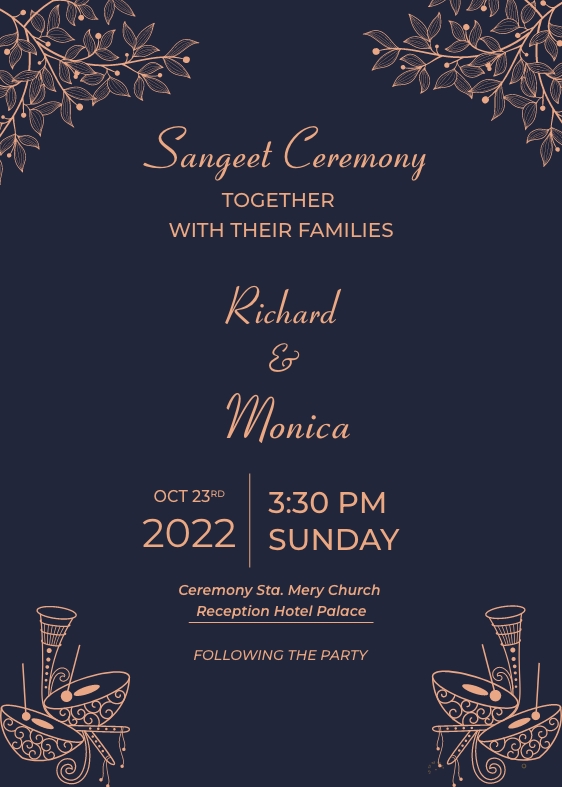 Sangeet Ceremony
TOGETHER
WITH THEIR FAMILIES
Richard
&
Monica
OCT 23RD
2022
3:30 PM
SUNDAY
Ceremony Sta. Mery Church
Reception Hotel Palace
FOLLOWING THE PARTY